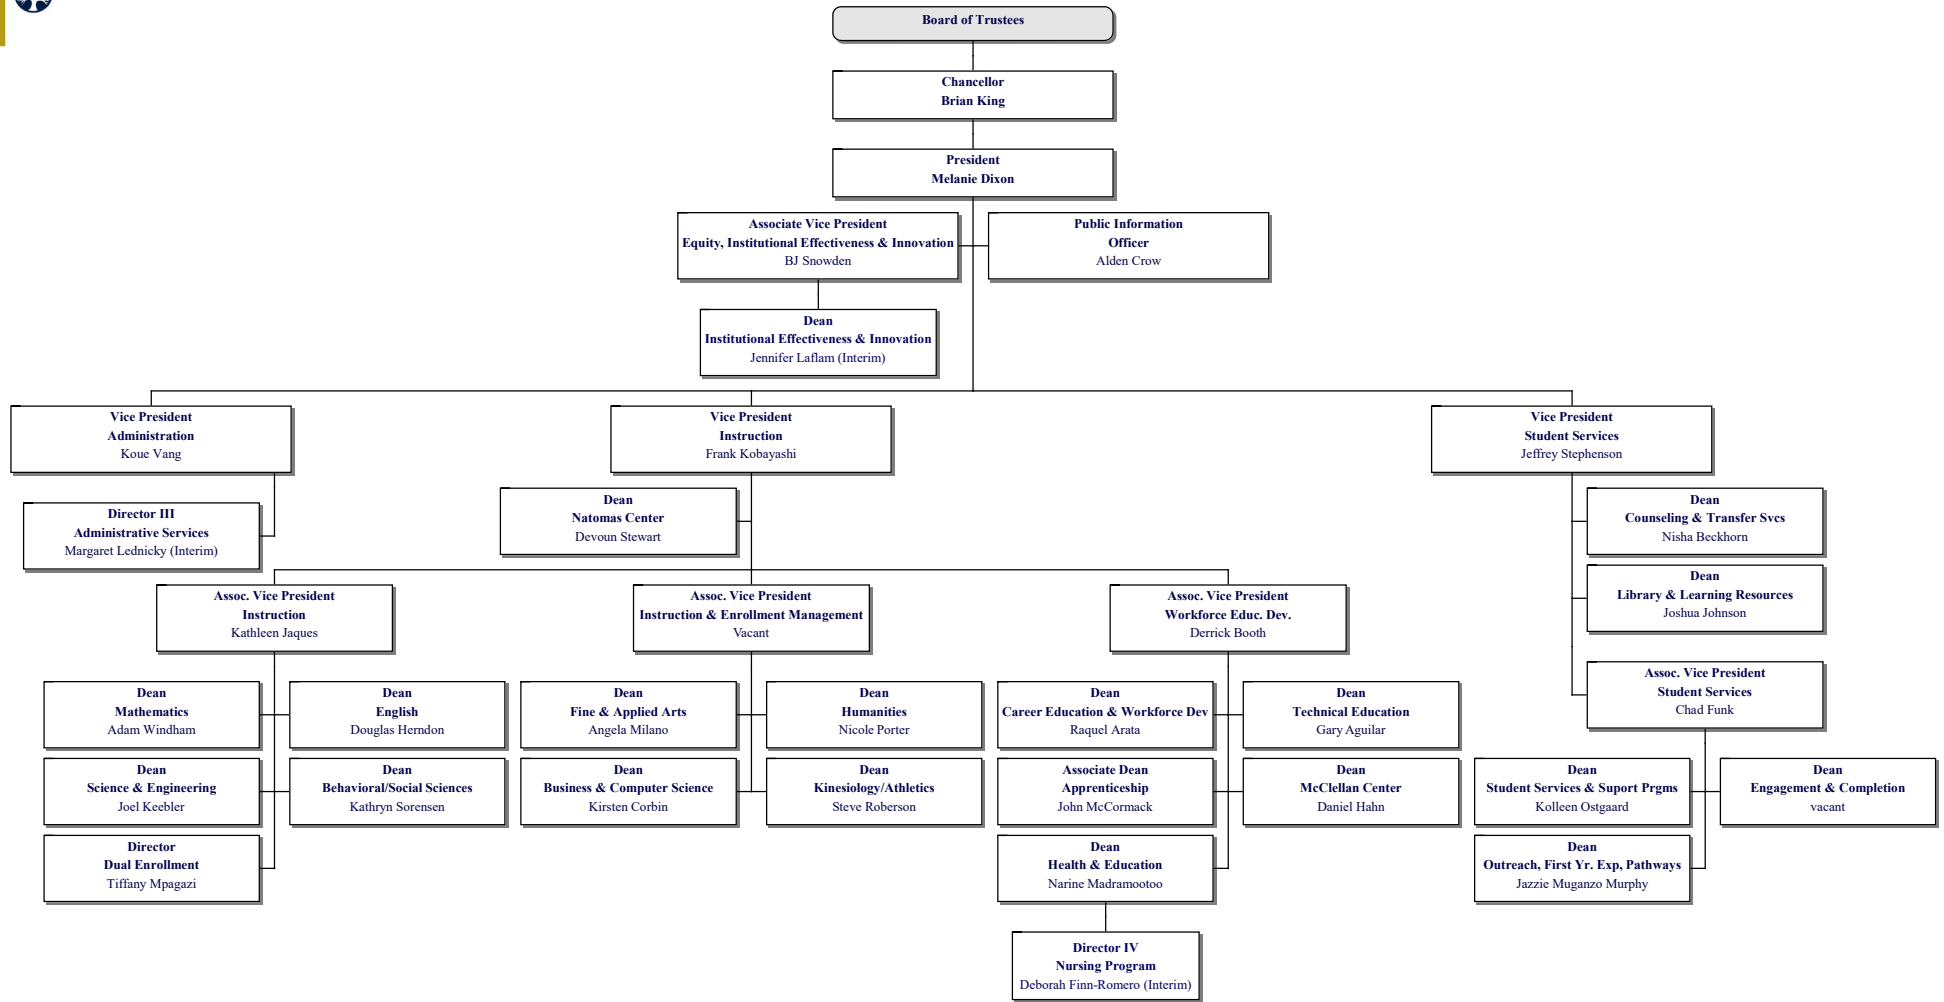 Board of Trustees
Chancellor
Brian King
President
Melanie Dixon
Associate Vice President
Equity, Institutional Effectiveness & Innovation
BJ Snowden
Public Information
Officer
Alden Crow
Dean
Institutional Effectiveness & Innovation
Jennifer Laflam (Interim)
Vice President
Administration
Koue Vang
Vice President
Instruction
Frank Kobayashi
Vice President
Student Services
Jeffrey Stephenson
Director III
Administrative Services
Margaret Lednicky (Interim)
Dean
Natomas Center
Devoun Stewart
Dean
Counseling & Transfer Svcs
Nisha Beckhorn
Dean
Library & Learning Resources
Joshua Johnson
Assoc. Vice President
Instruction
Kathleen Jaques
Assoc. Vice President
Instruction & Enrollment Management
Vacant
Assoc. Vice President
Workforce Educ. Dev.
Derrick Booth
Assoc. Vice President
Student Services
Chad Funk
Dean
Mathematics
Adam Windham
Dean
English
Douglas Herndon
Dean
Fine & Applied Arts
Angela Milano
Dean
Humanities
Nicole Porter
Dean
Career Education & Workforce Dev
Raquel Arata
Dean
Technical Education
Gary Aguilar
Dean
Science & Engineering
Joel Keebler
Dean
Behavioral/Social Sciences
Kathryn Sorensen
Dean
Business & Computer Science
Kirsten Corbin
Dean
Kinesiology/Athletics
Steve Roberson
Associate Dean
Apprenticeship
John McCormack
Dean
McClellan Center
Daniel Hahn
Dean
Student Services & Suport Prgms
Kolleen Ostgaard
Dean
Engagement & Completion
vacant
Director
Dual Enrollment
Tiffany Mpagazi
Dean
Health & Education
Narine Madramootoo
Dean
Outreach, First Yr. Exp, Pathways
Jazzie Muganzo Murphy
Director IV
Nursing Program
Deborah Finn-Romero (Interim)